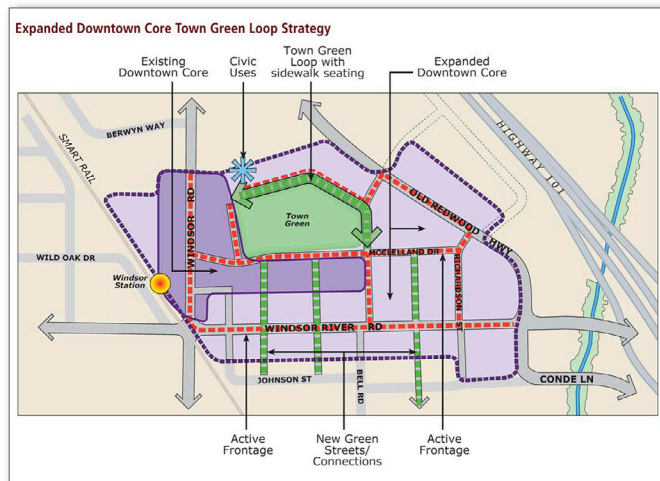 Expanded Downtown Core Town Green Loop Strategy
Existing
Downtown Core
Civic
Uses
Town Green
Loop with
sidewalk seating
Expanded
Downtown Core
BERWYN WAY
SMART RAIL
HIGHWAY 101
WINDSOR RD
OLD REDWOOD HWY
Town
Green
WILD OAK DR
Windsor
Station
MCCLELLAND DR
RICHARDSON ST
WINDSOR RIVER RD
JOHNSON ST
BELL RD
CONDE LN
Active
Frontage
New Green
Streets/
Connections
Active
Frontage